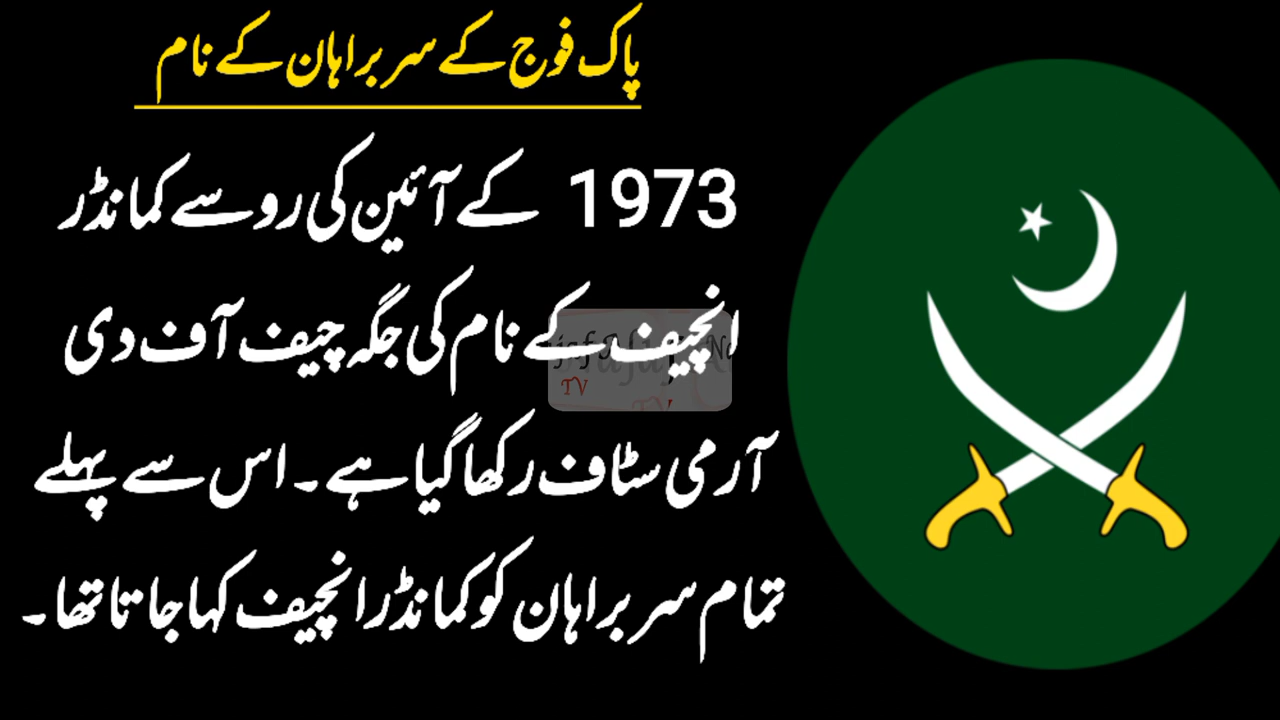 پاک فوج کے سربراہان کے نام
1973 کے آئین کی رو سے کمانڈر
انچیف کے نام کی جگہ چیف آف دی
آرمی سٹاف رکھا گیا ہے۔ اس سے پہلے
تمام سربراہان کو کمانڈر انچیف کہا جاتا تھا۔
TV